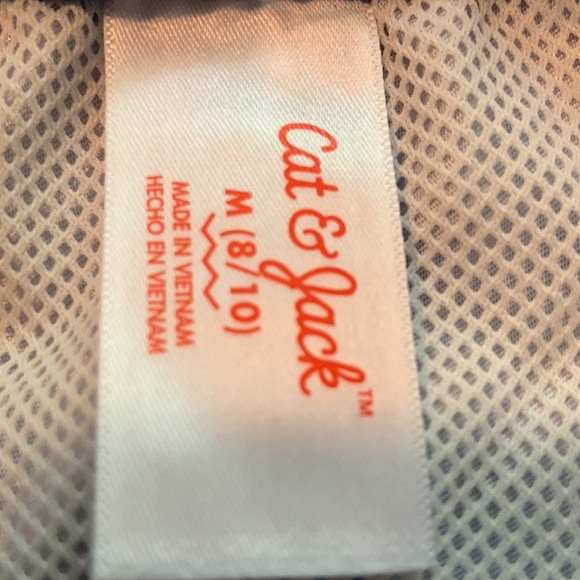 Cat & Jack™
M (8/10)
MADE IN VIETNAM
HECHO EN VIETNAM